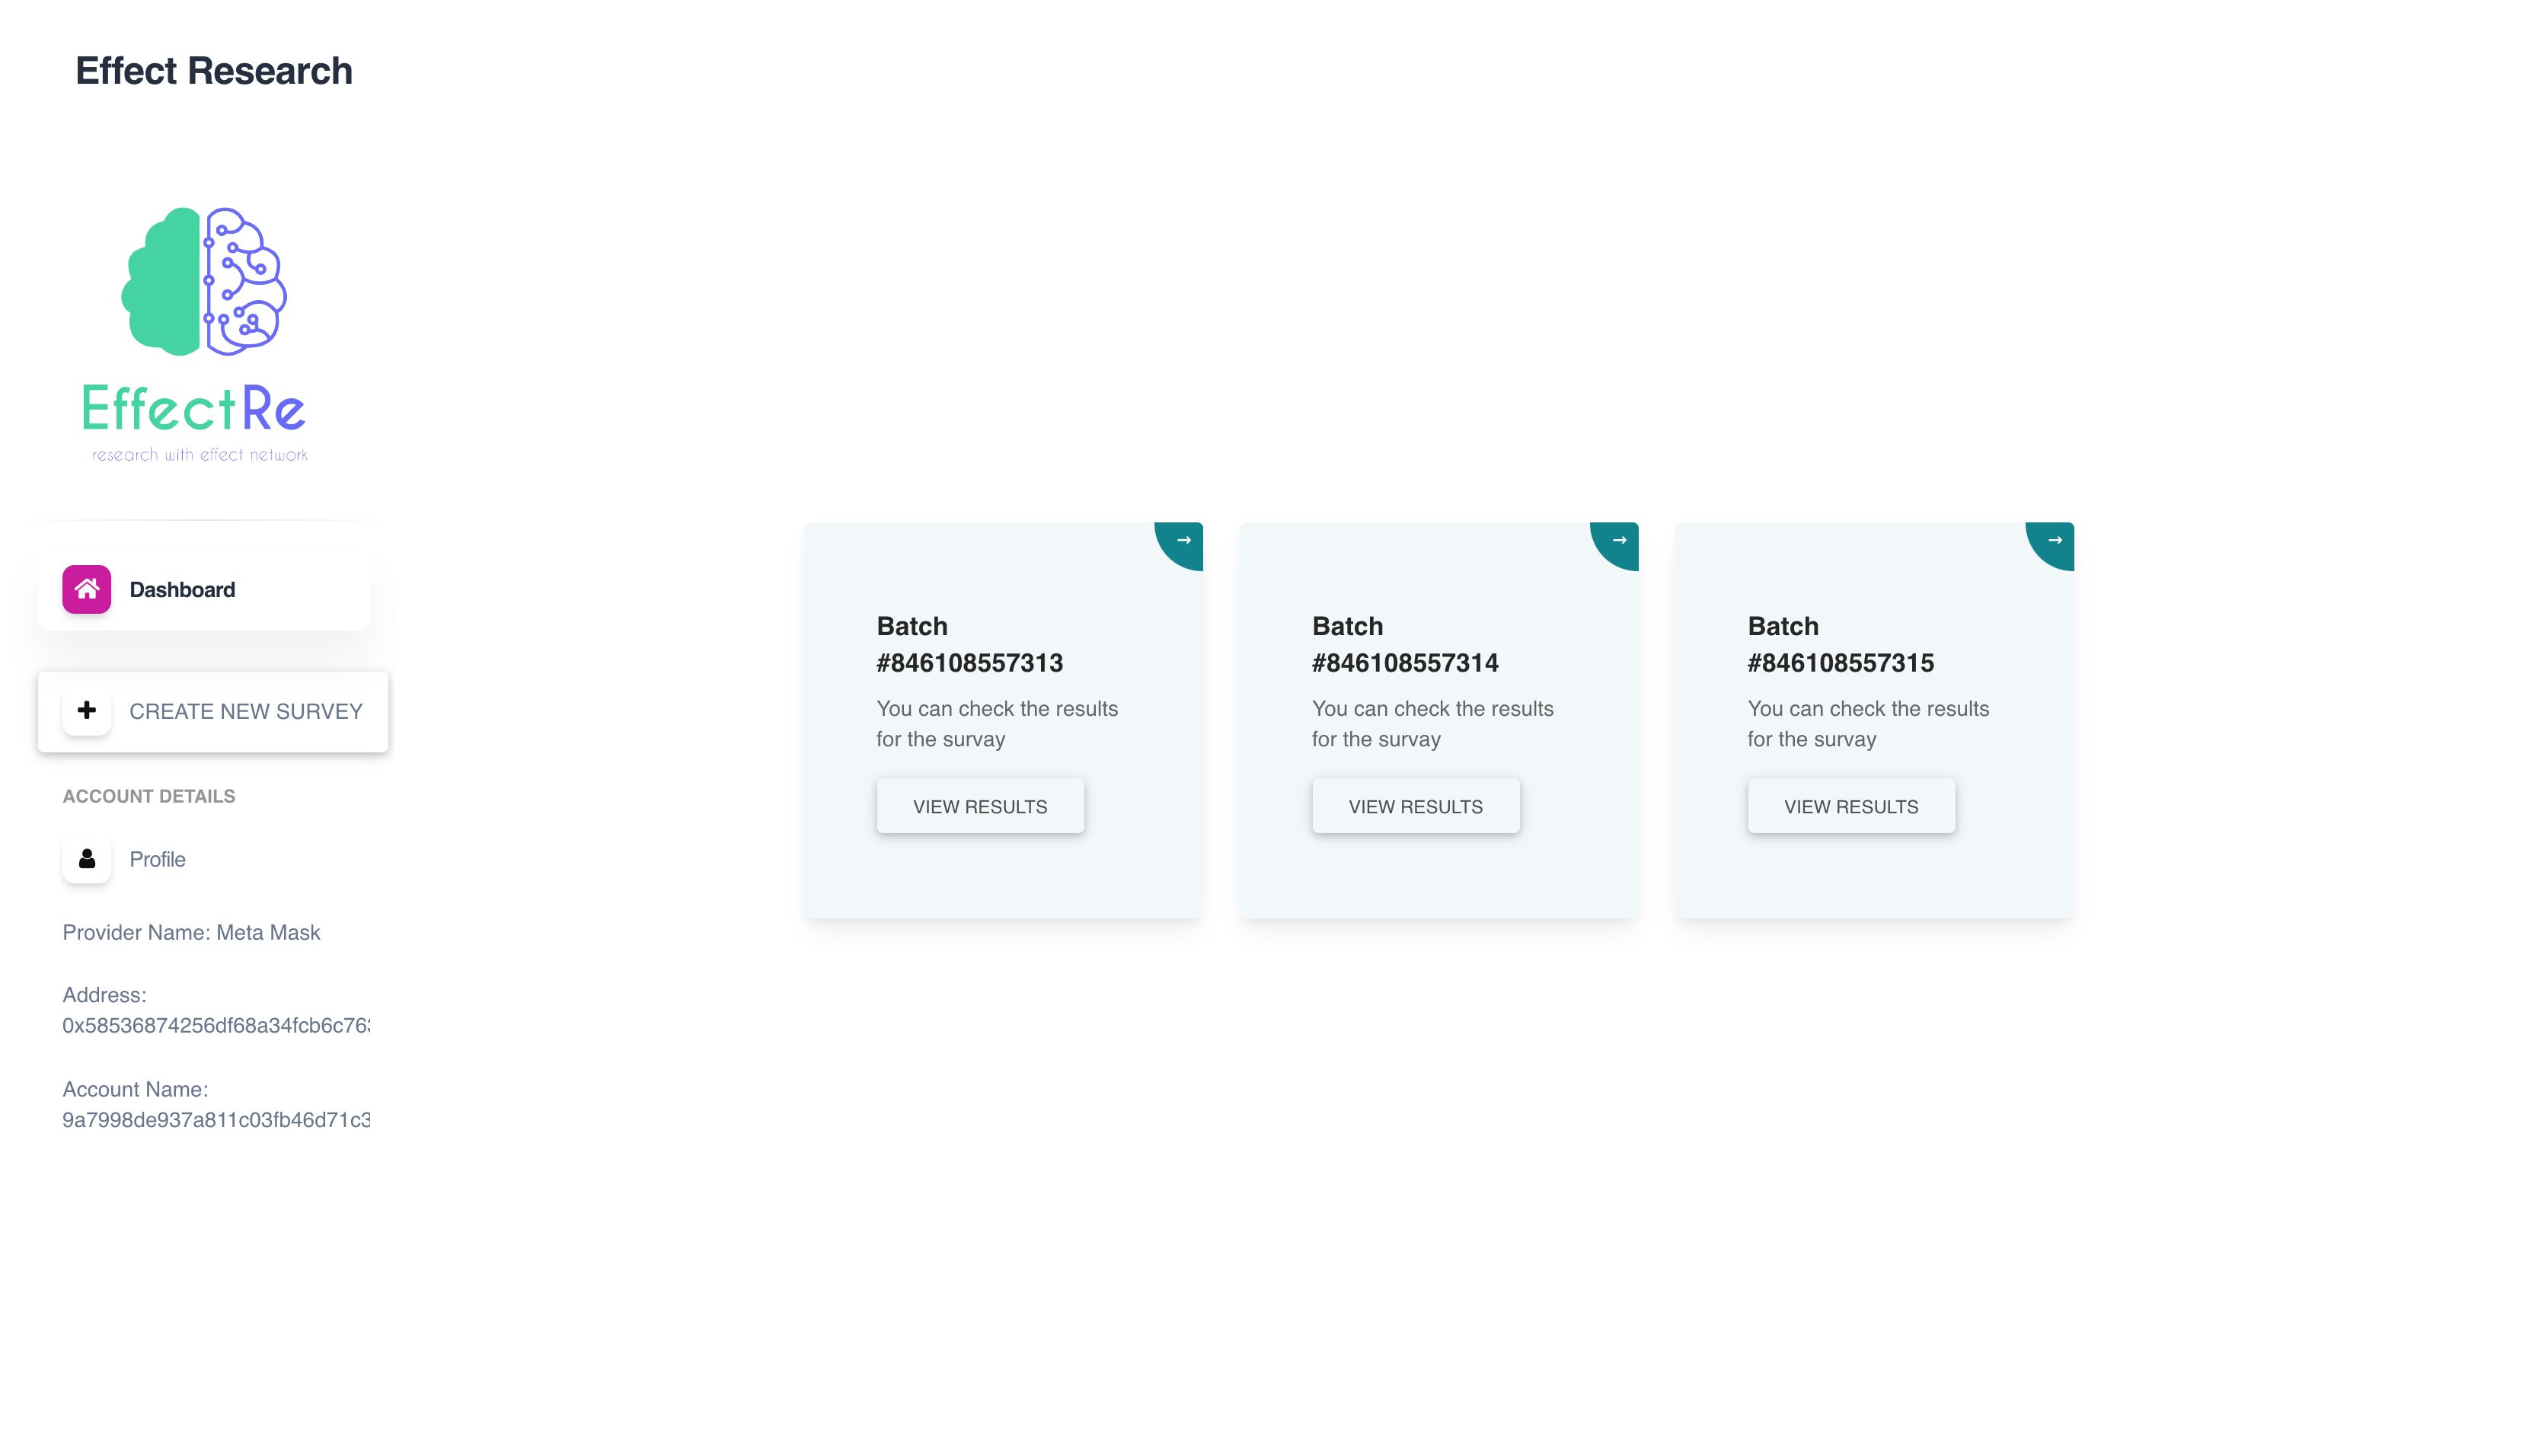 Effect Research
EffectRe
research with effect network
Dashboard
CREATE NEW SURVEY
ACCOUNT DETAILS
Profile
Provider Name: Meta Mask
Address:
0x58536874256df68a34fcb6c76
Account Name:
9a7998de937a811c03fb46d71c3
→
Batch
#846108557313
You can check the results
for the survay
VIEW RESULTS
→
Batch
#846108557314
You can check the results
for the survay
VIEW RESULTS
→
Batch
#846108557315
You can check the results
for the survay
VIEW RESULTS